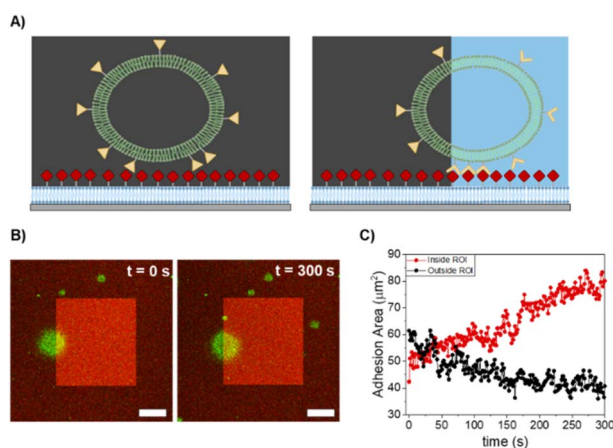 A)
B)
t = 0 s
t = 300 s
C)
Inside ROI
Outside ROI
Adhesion Area (μm²)
90
80
70
60
50
40
30
0 50 100 150 200 250 300
time (s)